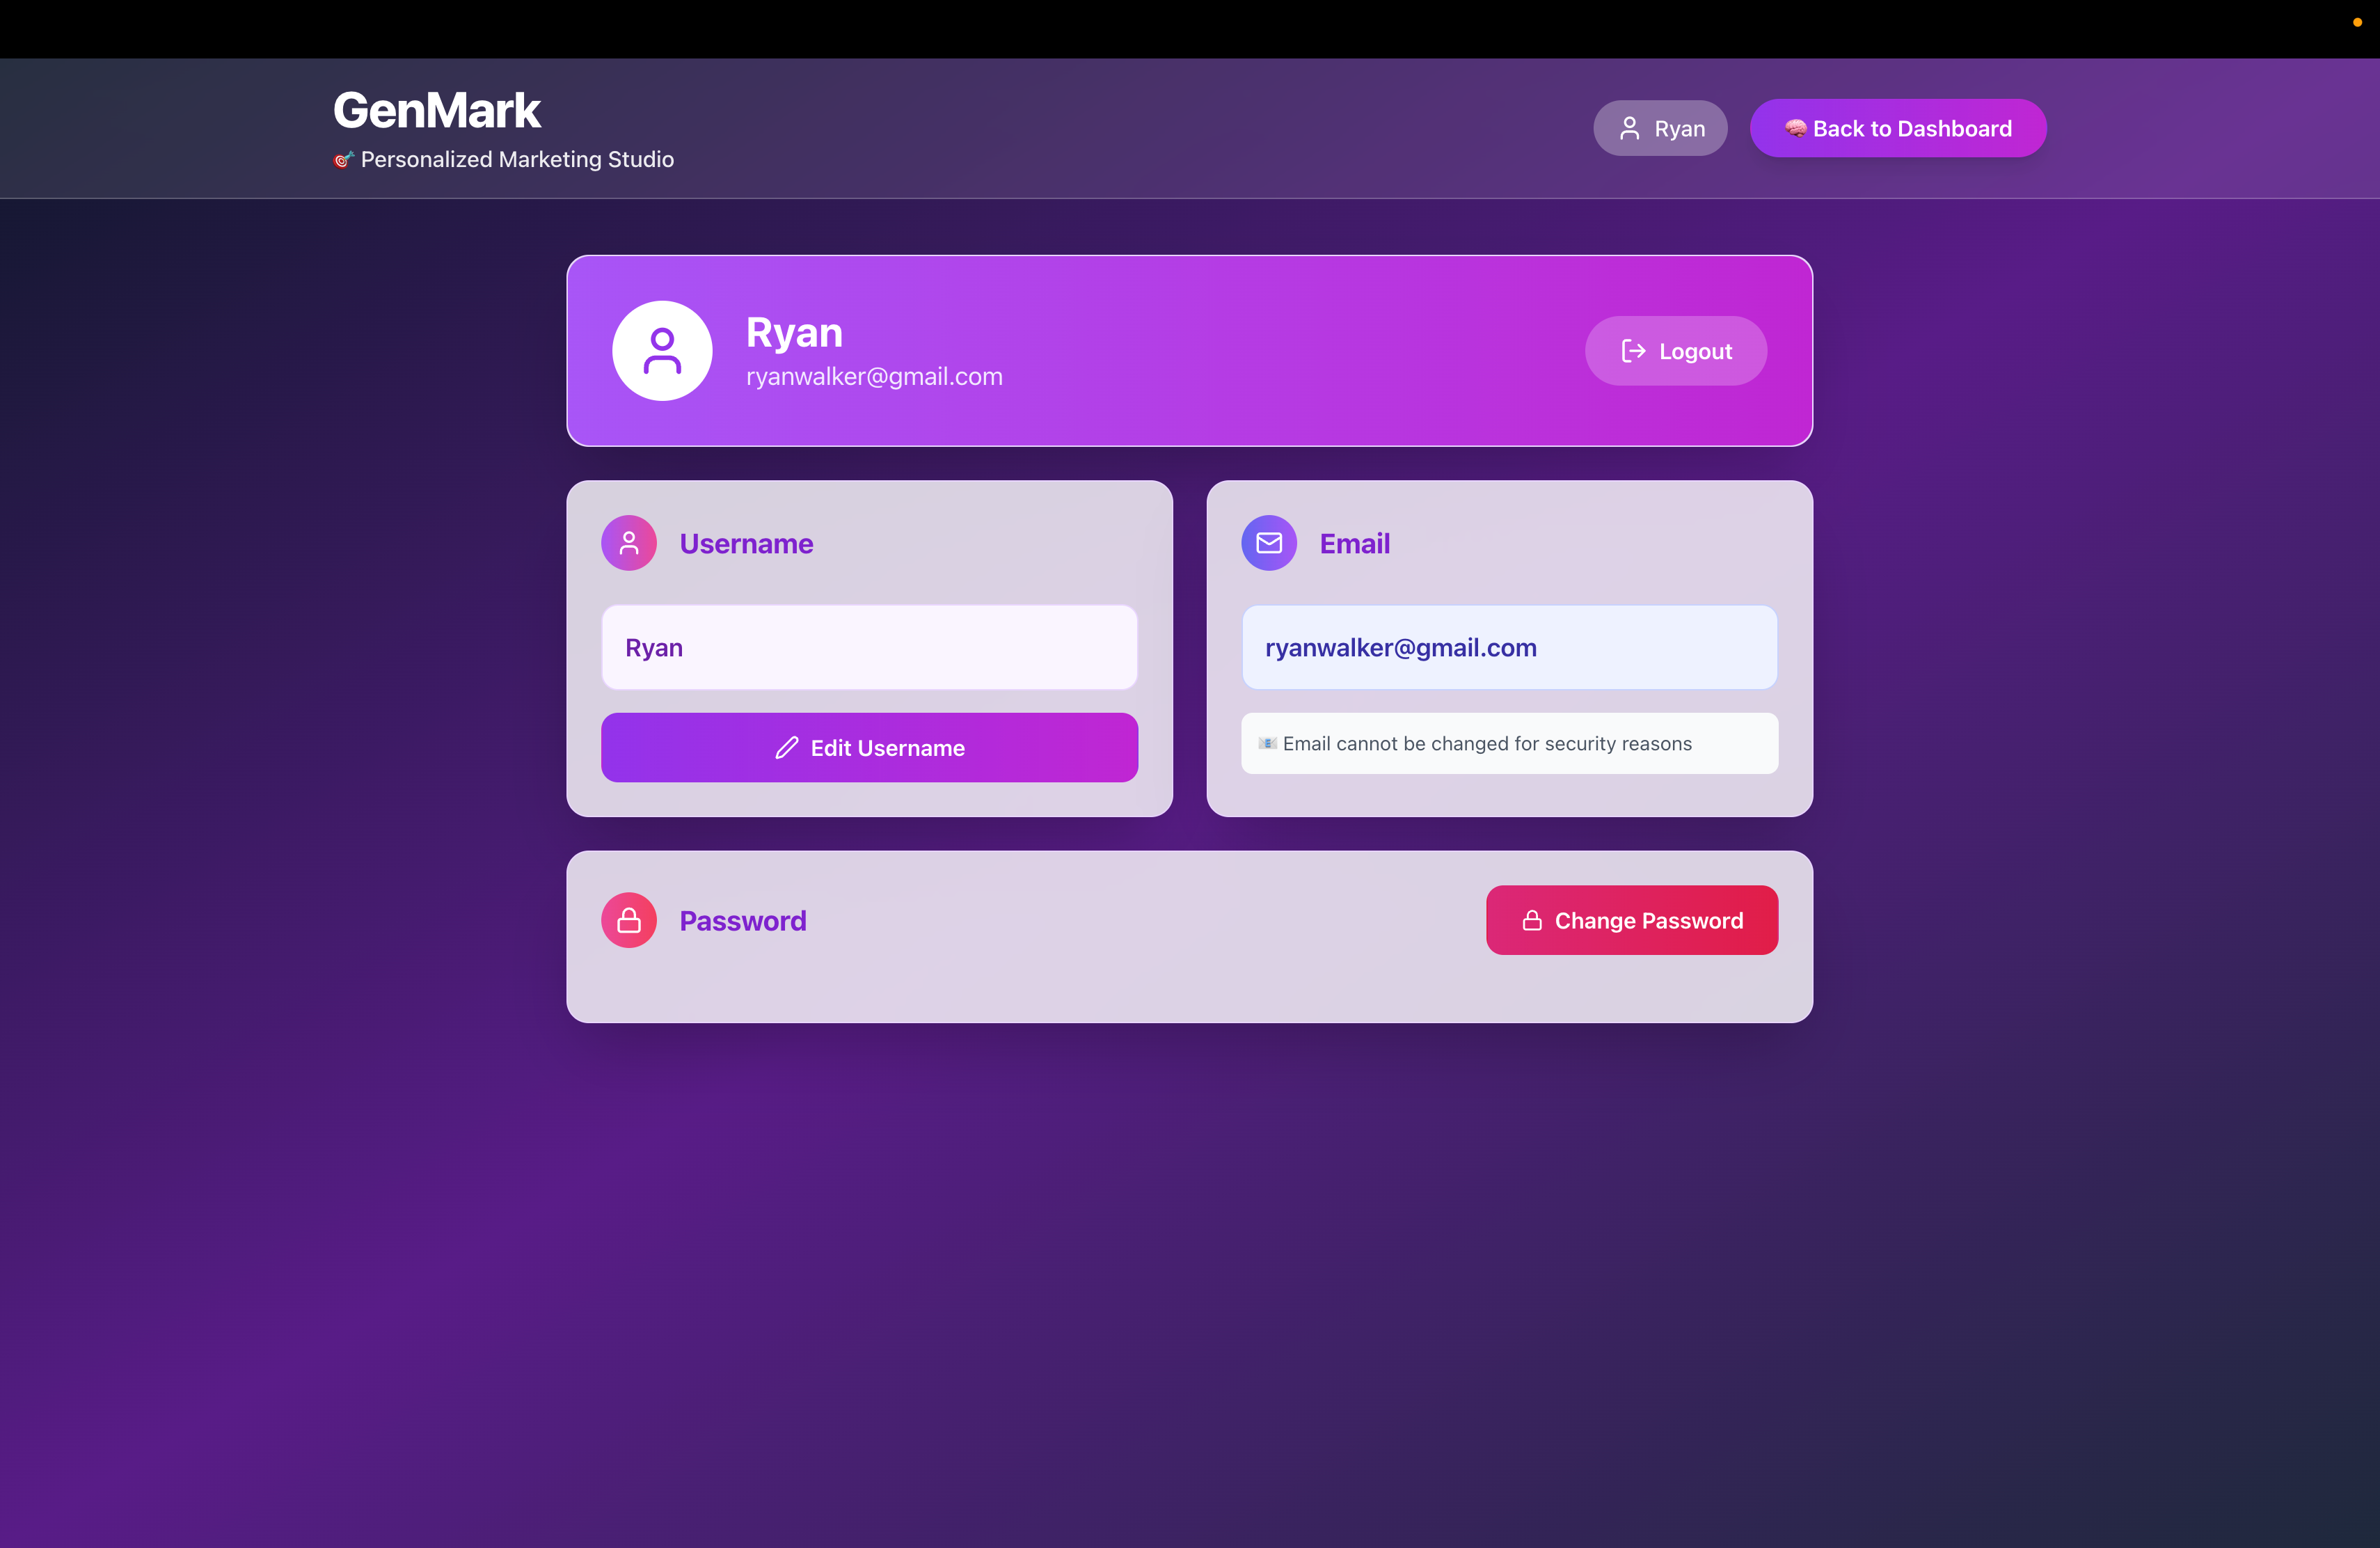 GenMark
🎯 Personalized Marketing Studio
Ryan
🧠 Back to Dashboard
Ryan
ryanwalker@gmail.com
Logout
Username
Ryan
Edit Username
Email
ryanwalker@gmail.com
📧 Email cannot be changed for security reasons
Password
Change Password